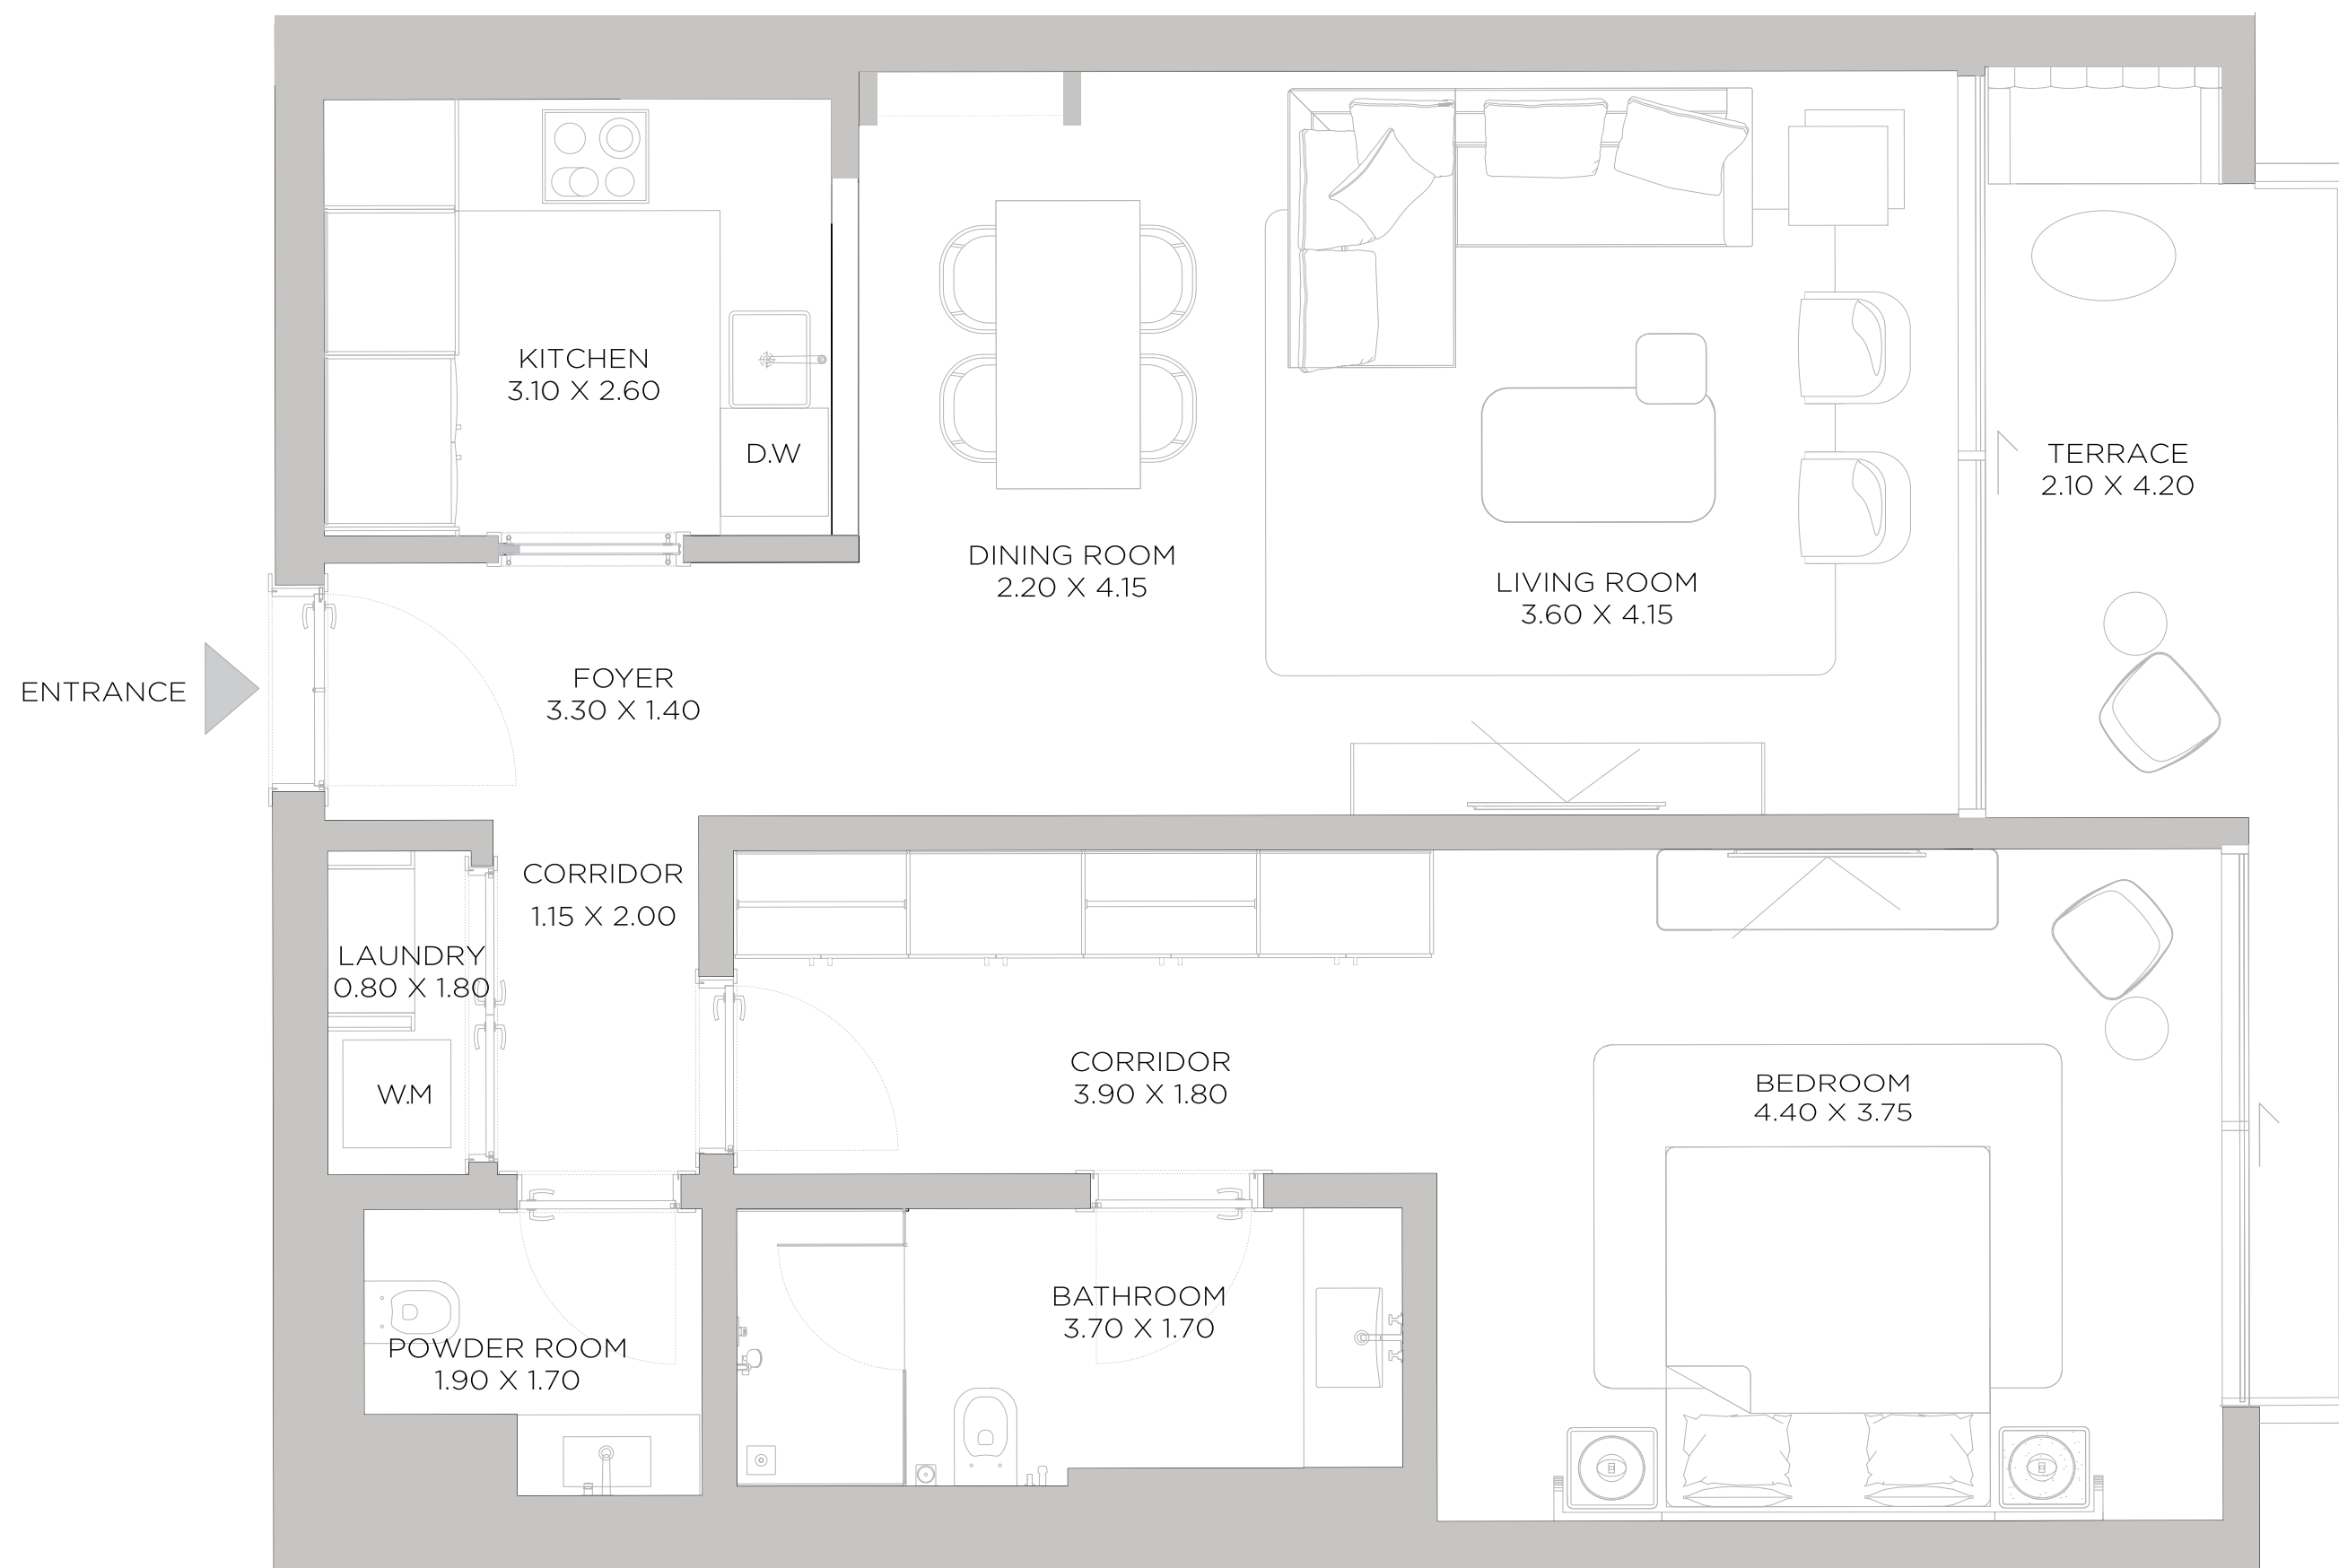 KITCHEN
3.10 X 2.60
D.W
TERRACE
2.10 X 4.20
DINING ROOM
2.20 X 4.15
LIVING ROOM
3.60 X 4.15
ENTRANCE
FOYER
3.30 X 1.40
CORRIDOR
1.15 X 2.00
LAUNDRY
0.80 X 1.80
W.M
CORRIDOR
3.90 X 1.80
BEDROOM
4.40 X 3.75
BATHROOM
3.70 X 1.70
POWDER ROOM
1.90 X 1.70